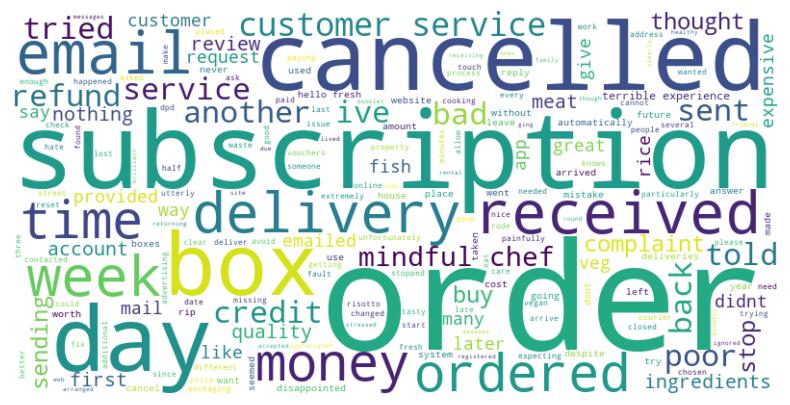 tried
customer
customer service
thought
email
cancelled
review
request
refund
service
give
expensive
say
nothing
another
ive
bad
meat
terrible experience
sent
hello fresh
subscription
fish
great
app
rice
time
delivery
received
provided
way
account
emailed
mindful chef
complaint
veg
told
week
box
order
buy
many
back
didnt
day
mail
credit
quality
sending
like
later
stop
first
money
ordered
poor
ingredients
disappointed
messages
placed
make
never
used
work
reply
process
address
paying
receiving
family
wanted
healthy
touch
cooking
website
booklet
every
though
cannot
enough
happened
asked
ask
dpd
paid
last
without
automatically
future
check
found
issue
amount
leave
allow
people
several
hate
lost
waste
good
due
lived
vouchers
property
minutes
knows
half
someone
brilliant
online
house
arrived
rental
utterly
extremely
place
went
needed
mistake
particularly
answer
street
reset
site
returning
nice
rude
round
made
boxes
clear
avoid
unfortunately
deliver
use
taken
painfully
done
please
deliveries
three
contacted
advertising
fault
getting
stopped
care
eat
cost
vegan
going
arrive
dont
left
year
need
could
worth
date
rip
missing
risotto
changed
tasty
late
courier
closed
trying
fix
additional
stressed
start
fresh
system
expecting
despite
try
ignored
chosen
better
since
different
accepted
appreciated
seemed
registered
web
cancel
price
want
arranged
packaging